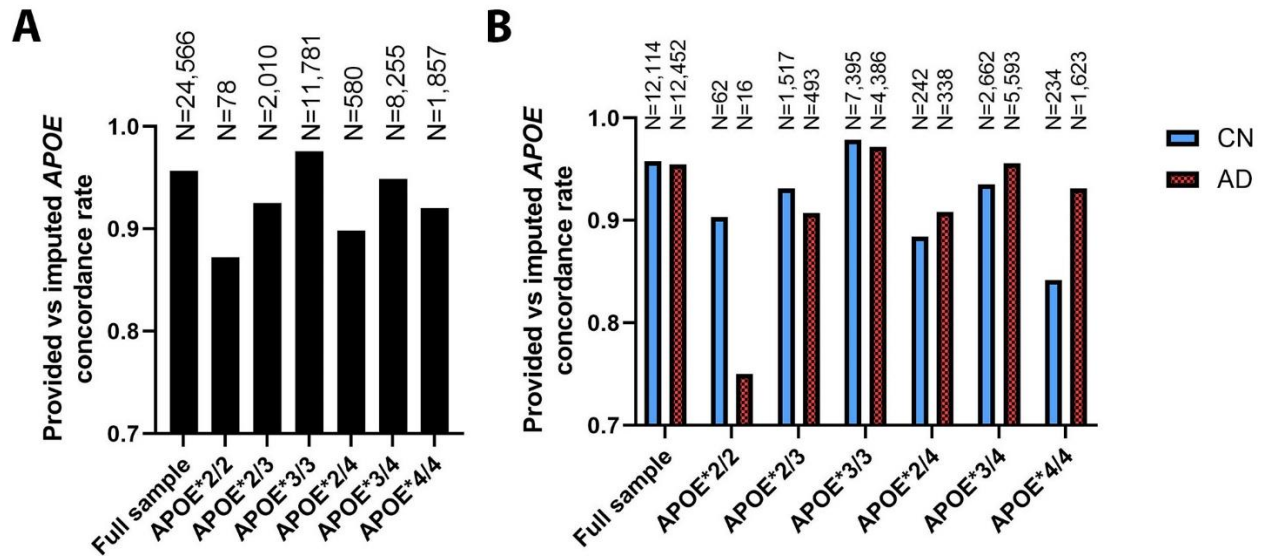 A
N=24,566
N=78
N=2,010
N=11,781
N=580
N=8,255
N=1,857
Provided vs imputed APOE
concordance rate
1.0
0.9
0.8
0.7
Full sample
APOE*2/2
APOE*2/3
APOE*3/3
APOE*2/4
APOE*3/4
APOE*4/4
B
N=12,114
N=12,452
N=62
N=16
N=1,517
N=493
N=7,395
N=4,386
N=242
N=338
N=2,662
N=5,593
N=234
N=1,623
Provided vs imputed APOE
concordance rate
1.0
0.9
0.8
0.7
Full sample
APOE*2/2
APOE*2/3
APOE*3/3
APOE*2/4
APOE*3/4
APOE*4/4
CN
AD